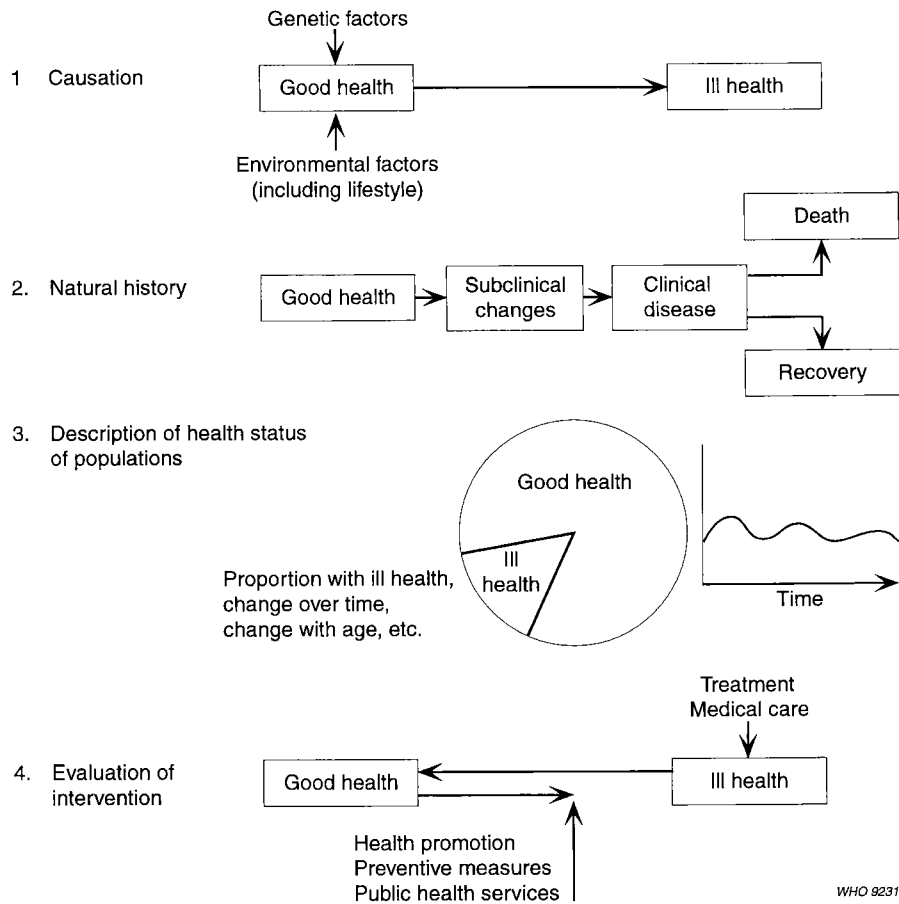 Genetic factors
1 Causation
Good health
Ill health
Environmental factors
(including lifestyle)
Death
2. Natural history
Good health
Subclinical
changes
Clinical
disease
Recovery
3. Description of health status
of populations
Good health
Ill
health
Proportion with ill health,
change over time,
change with age, etc.
Time
Treatment
Medical care
4. Evaluation of
intervention
Good health
Ill health
Health promotion
Preventive measures
Public health services
WHO 9231